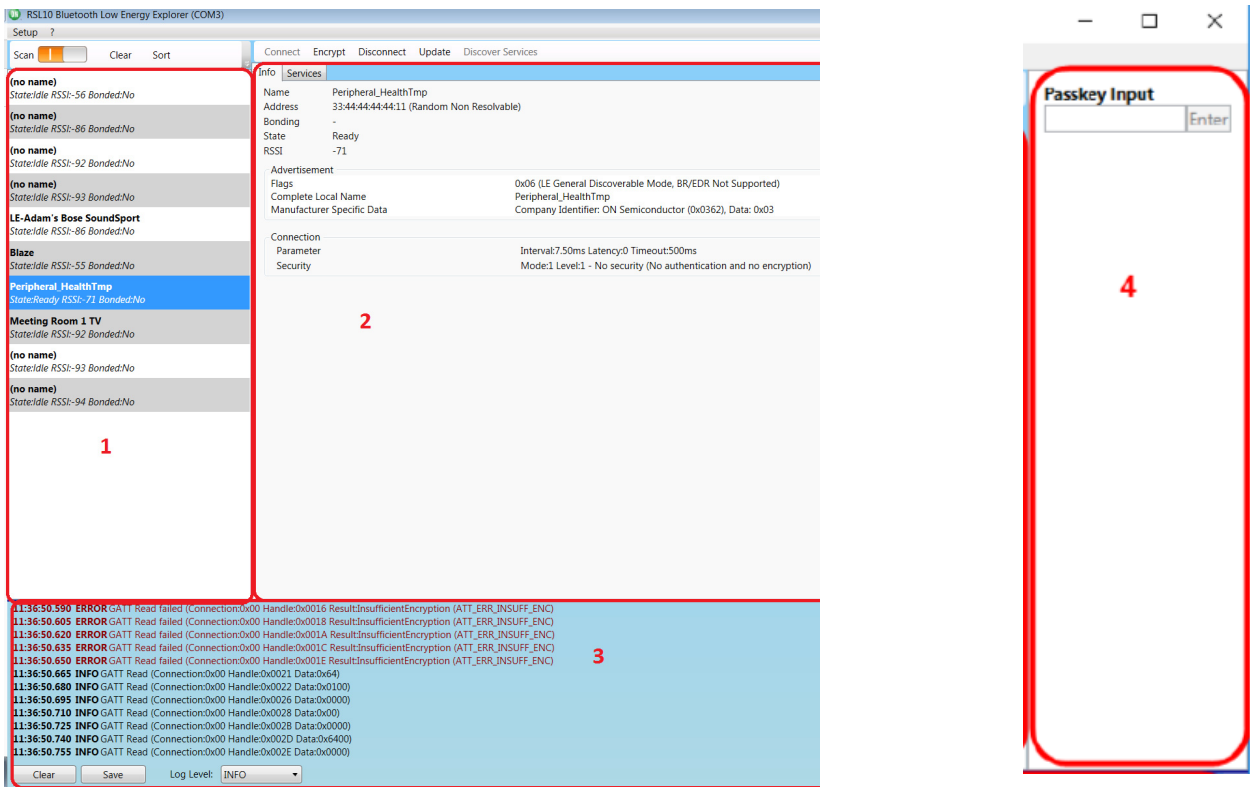 RSL10 Bluetooth Low Energy Explorer (COM3)
Setup ?
Scan Clear Sort
Connect Encrypt Disconnect Update Discover Services
(no name)
State:Idle RSSI:-56 Bonded:No
(no name)
State:Idle RSSI:-86 Bonded:No
(no name)
State:Idle RSSI:-92 Bonded:No
(no name)
State:Idle RSSI:-93 Bonded:No
LE-Adam's Bose SoundSport
State:Idle RSSI:-86 Bonded:No
Blaze
State:Idle RSSI:-55 Bonded:No
Peripheral_HealthTmp
State:Ready RSSI:-71 Bonded:No
Meeting Room 1 TV
State:Idle RSSI:-92 Bonded:No
(no name)
State:Idle RSSI:-93 Bonded:No
(no name)
State:Idle RSSI:-94 Bonded:No
1
Info Services
Name Peripheral_HealthTmp
Address 33:44:44:44:44:11 (Random Non Resolvable)
Bonding -
State Ready
RSSI -71
Advertisement
Flags 0x06 (LE General Discoverable Mode, BR/EDR Not Supported)
Complete Local Name Peripheral_HealthTmp
Manufacturer Specific Data Company Identifier: ON Semiconductor (0x0362), Data: 0x03
Connection
Parameter Interval:7.50ms Latency:0 Timeout:500ms
Security Mode:1 Level:1 - No security (No authentication and no encryption)
2
11:36:50.590 ERROR GATT Read failed (Connection:0x00 Handle:0x0016 Result:InsufficientEncryption (ATT_ERR_INSUFF_ENC)
11:36:50.605 ERROR GATT Read failed (Connection:0x00 Handle:0x0018 Result:InsufficientEncryption (ATT_ERR_INSUFF_ENC)
11:36:50.620 ERROR GATT Read failed (Connection:0x00 Handle:0x001A Result:InsufficientEncryption (ATT_ERR_INSUFF_ENC)
11:36:50.635 ERROR GATT Read failed (Connection:0x00 Handle:0x001C Result:InsufficientEncryption (ATT_ERR_INSUFF_ENC)
11:36:50.650 ERROR GATT Read failed (Connection:0x00 Handle:0x001E Result:InsufficientEncryption (ATT_ERR_INSUFF_ENC)
11:36:50.665 INFO GATT Read (Connection:0x00 Handle:0x0021 Data:0x64)
11:36:50.680 INFO GATT Read (Connection:0x00 Handle:0x0022 Data:0x0100)
11:36:50.695 INFO GATT Read (Connection:0x00 Handle:0x0026 Data:0x0000)
11:36:50.710 INFO GATT Read (Connection:0x00 Handle:0x0028 Data:0x00)
11:36:50.725 INFO GATT Read (Connection:0x00 Handle:0x002B Data:0x0000)
11:36:50.740 INFO GATT Read (Connection:0x00 Handle:0x002D Data:0x6400)
11:36:50.755 INFO GATT Read (Connection:0x00 Handle:0x002E Data:0x0000)
3
Clear Save Log Level: INFO
Passkey Input
Enter
4